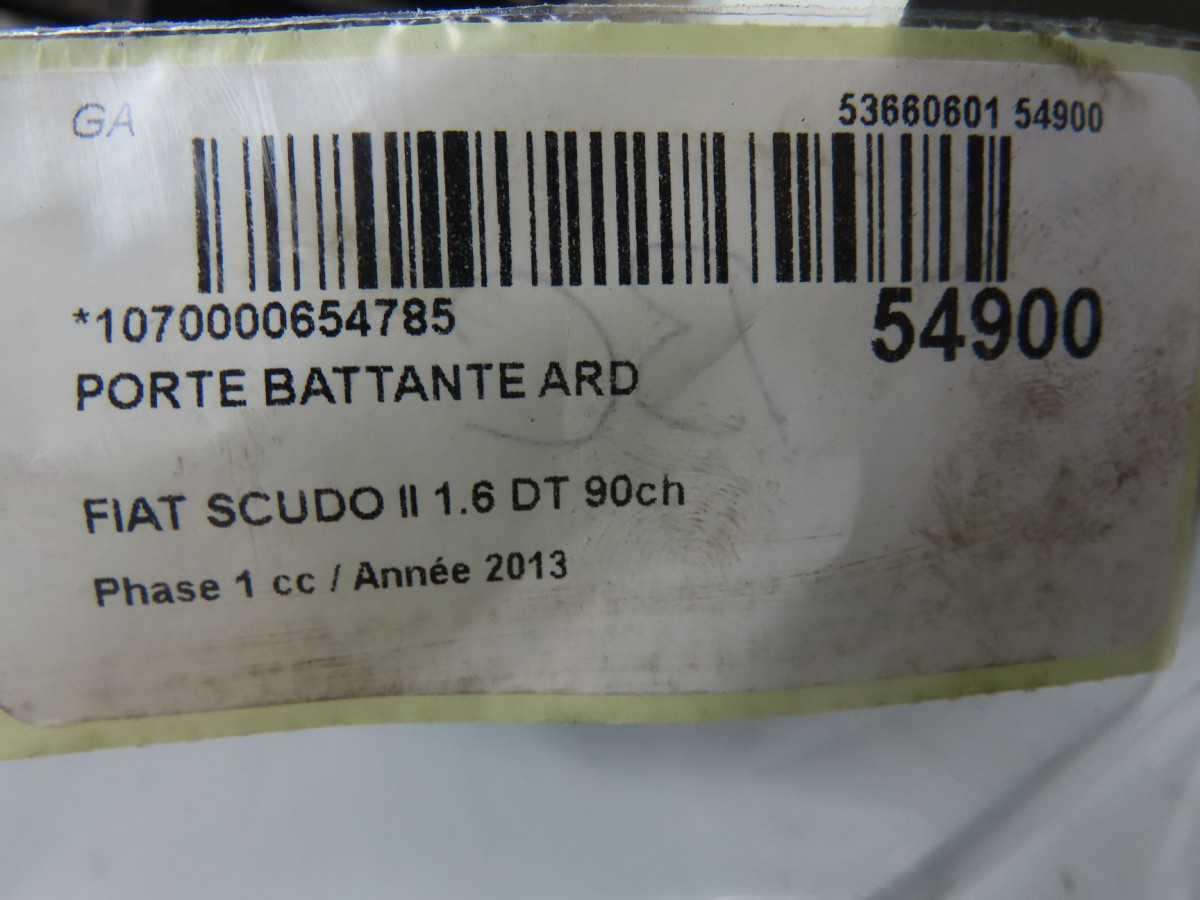 GA
53660601 54900
*1070000654785
54900
PORTE BATTANTE ARD
FIAT SCUDO II 1.6 DT 90ch
Phase 1 cc / Année 2013